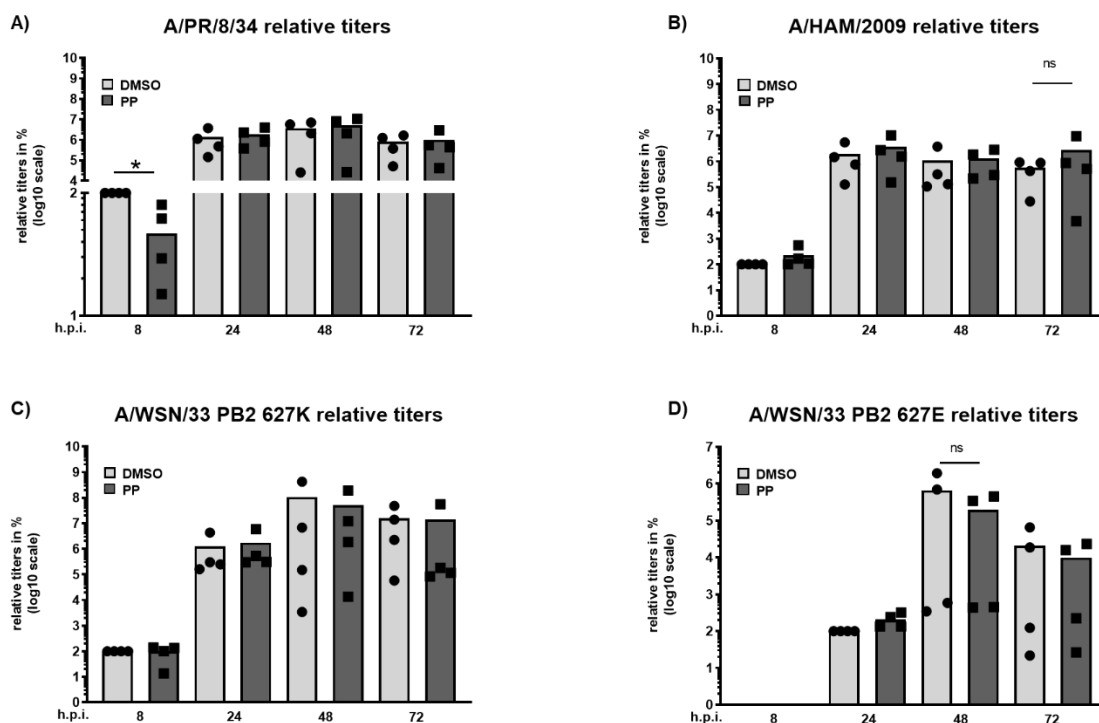 A)
A/PR/8/34 relative titers
relative titers in %
(log10 scale)
10
9
8
7
6
5
4
2
1
DMSO
PP
*
h.p.i.
8
24
48
72
B)
A/HAM/2009 relative titers
relative titers in %
(log10 scale)
10
9
8
7
6
5
4
3
2
1
0
DMSO
PP
ns
h.p.i.
8
24
48
72
C)
A/WSN/33 PB2 627K relative titers
relative titers in %
(log10 scale)
10
9
8
7
6
5
4
3
2
1
0
DMSO
PP
h.p.i.
8
24
48
72
D)
A/WSN/33 PB2 627E relative titers
relative titers in %
(log10 scale)
7
6
5
4
3
2
1
0
DMSO
PP
ns
h.p.i.
8
24
48
72